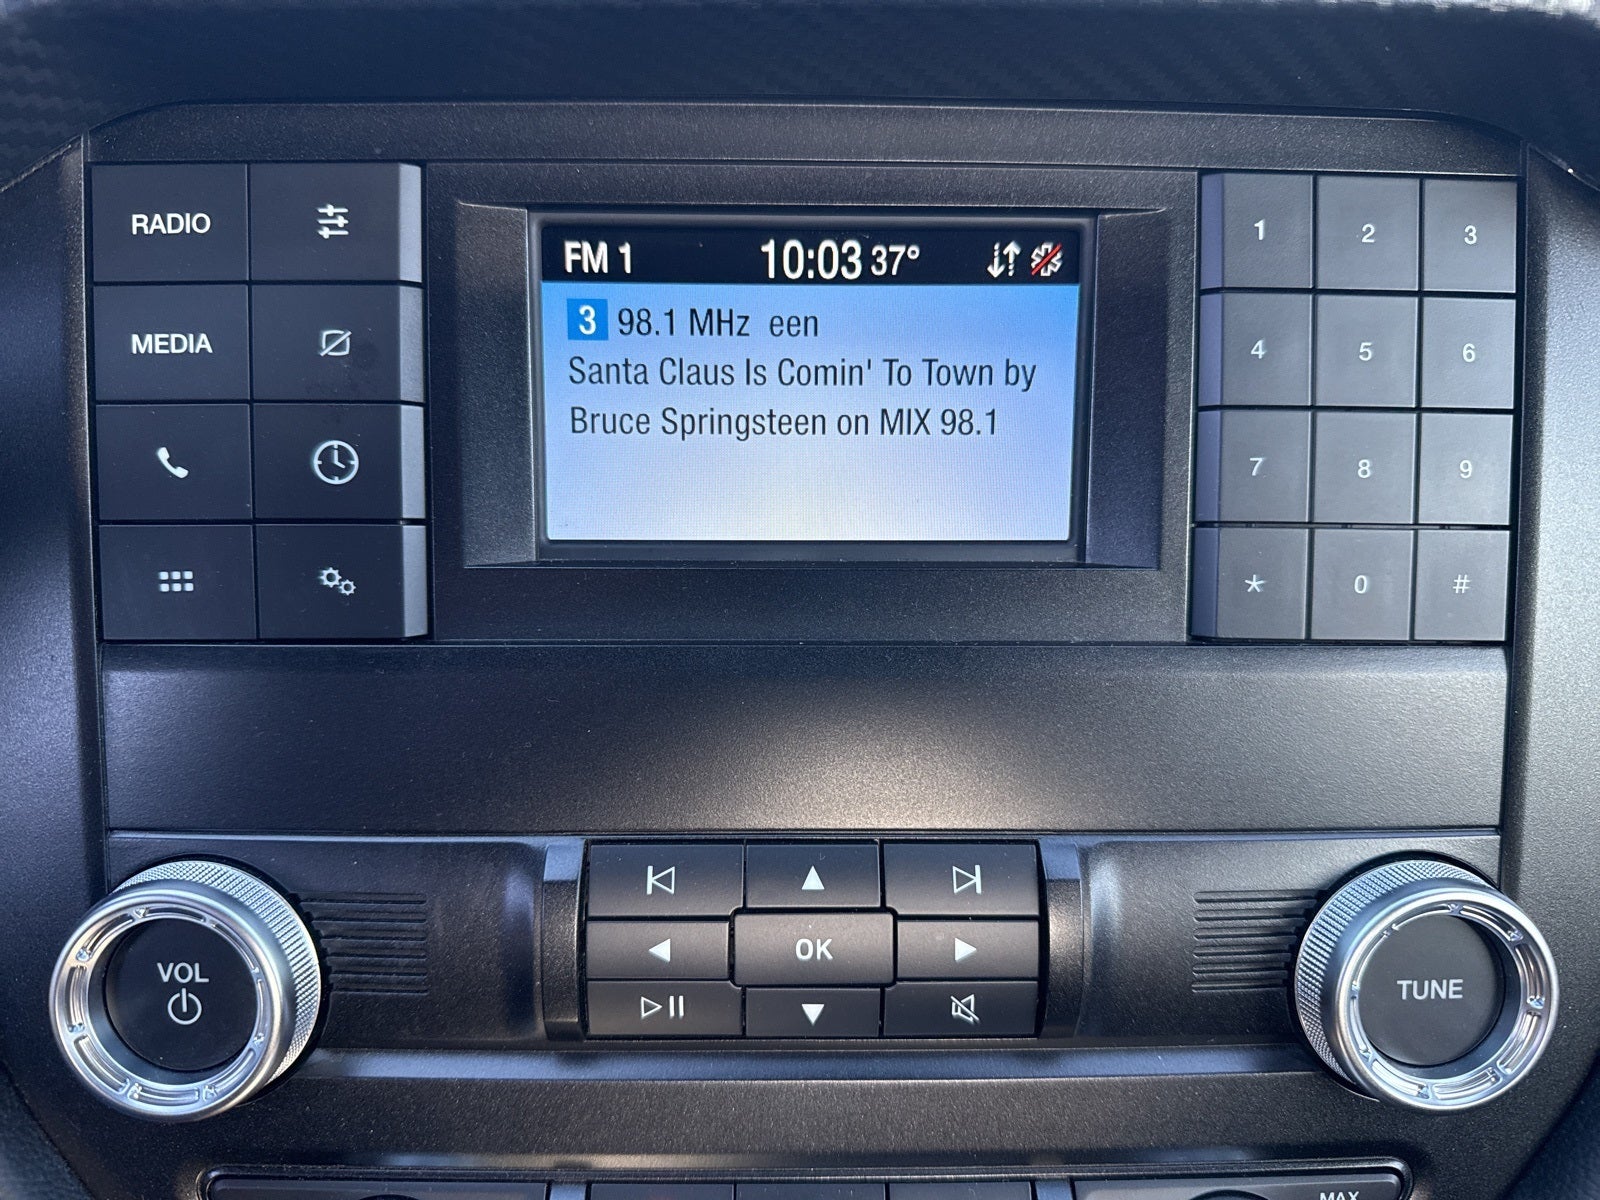 RADIO
MEDIA
FM 1 10:03 37°
3 98.1 MHz een
Santa Claus Is Comin' To Town by
Bruce Springsteen on MIX 98.1
1 2 3
4 5 6
7 8 9
* 0 #
VOL
OK
TUNE
MAX